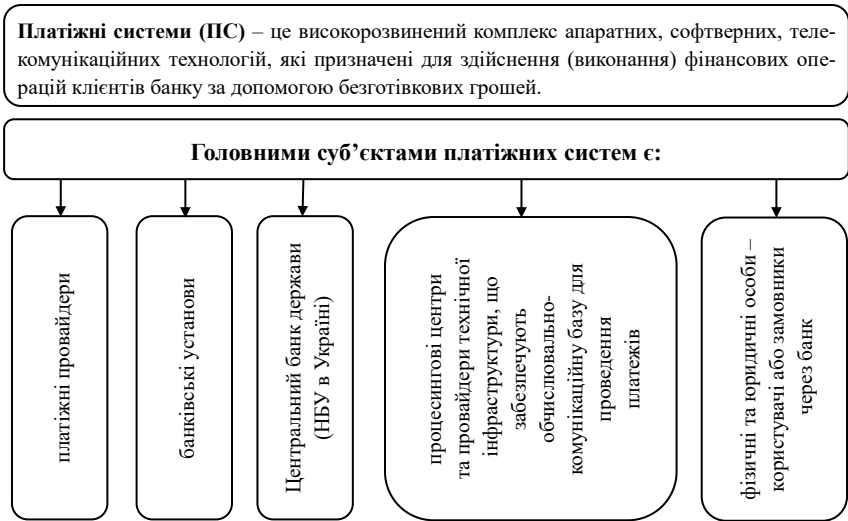 Платіжні системи (ПС) – це високорозвинений комплекс апаратних, софтверних, теле-
комунікаційних технологій, які призначені для здійснення (виконання) фінансових опе-
рацій клієнтів банку за допомогою безготівкових грошей.
Головними суб’єктами платіжних систем є:
платіжні провайдери
банківські установи
Центральний банк держави
(НБУ в Україні)
процесингові центри
та провайдери технічної
інфраструктури, що
забезпечують
обчислювально-
комунікаційну базу для
проведення
платежів
фізичні та юридичні особи –
користувачі або замовники
через банк